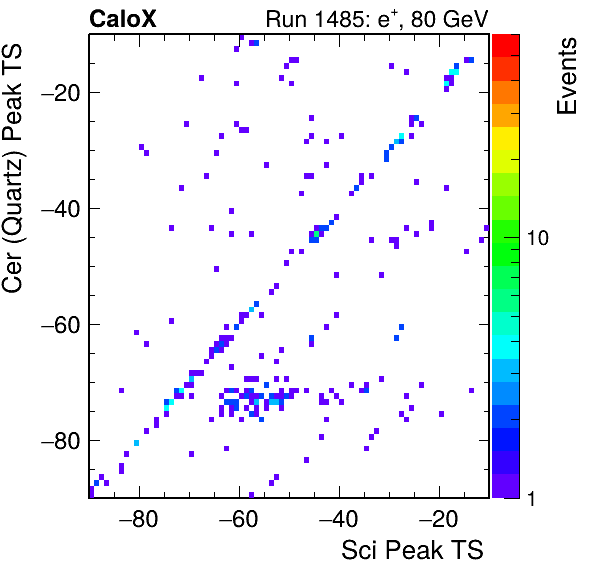 CaloX Run 1485: e+, 80 GeV
Cer (Quartz) Peak TS
Events
−20
−40
−60
−80
10
1
−80 −60 −40 −20
Sci Peak TS